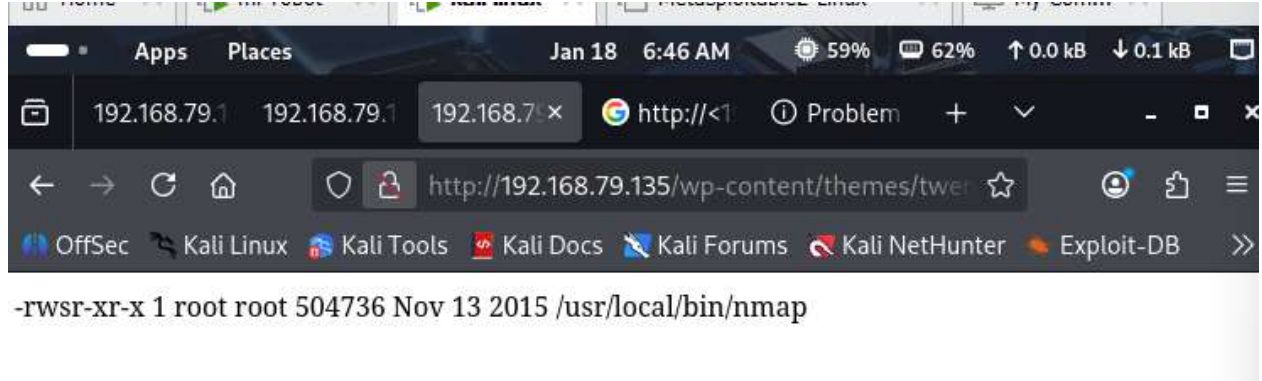 Apps Places Jan 18 6:46 AM 59% 62% ↑ 0.0 kB ↓ 0.1 kB
192.168.79.1 192.168.79.1 192.168.79 × http://<1 Problem + 
http://192.168.79.135/wp-content/themes/twe
OffSec Kali Linux Kali Tools Kali Docs Kali Forums Kali NetHunter Exploit-DB >>
-rwsr-xr-x 1 root root 504736 Nov 13 2015 /usr/local/bin/nmap